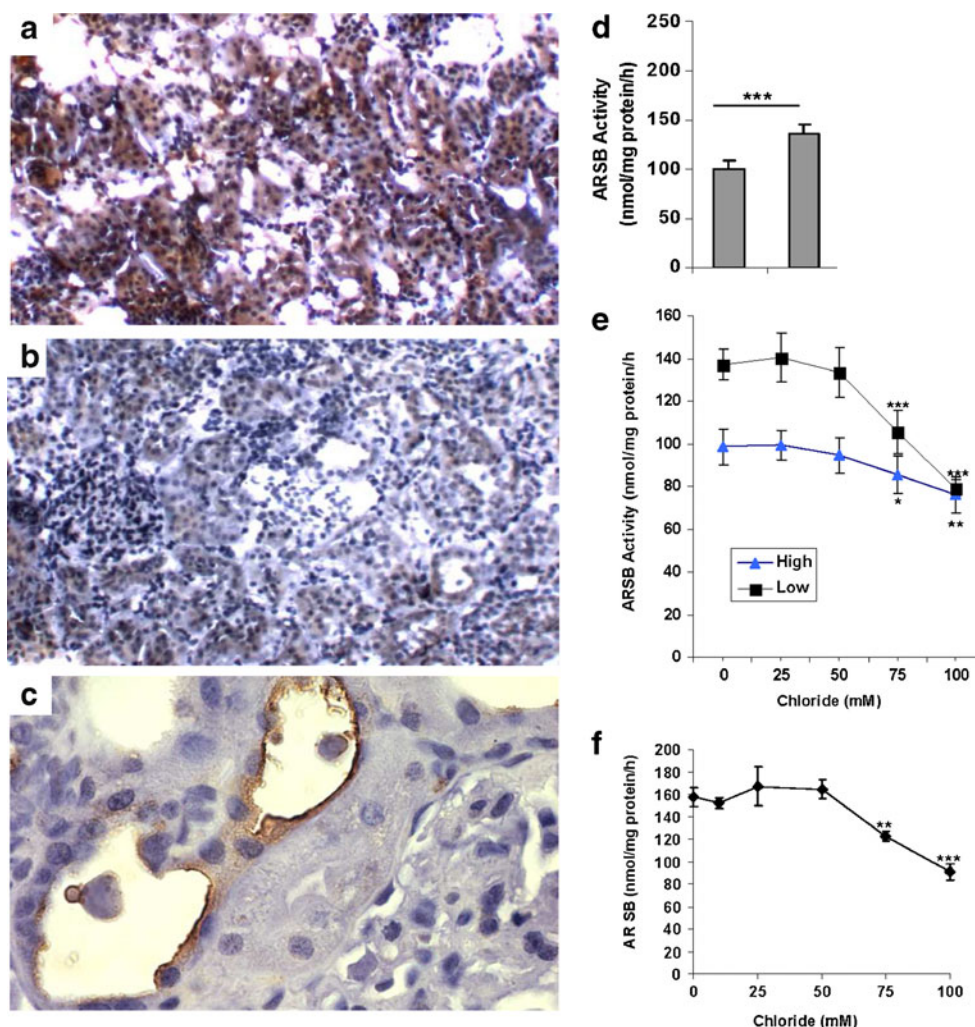 a
b
c
d
ARSB Activity
(nmol/mg protein/h)
250
200
150
100
50
0
***
e
ARSB Activity (nmol/mg protein/h)
160
140
120
100
80
60
40
20
0
***
*
***
**
High
Low
0 25 50 75 100
Chloride (mM)
f
AR SB (nmol/mg protein/h)
200
180
160
140
120
100
80
60
40
20
0
**
***
0 25 50 75 100
Chloride (mM)